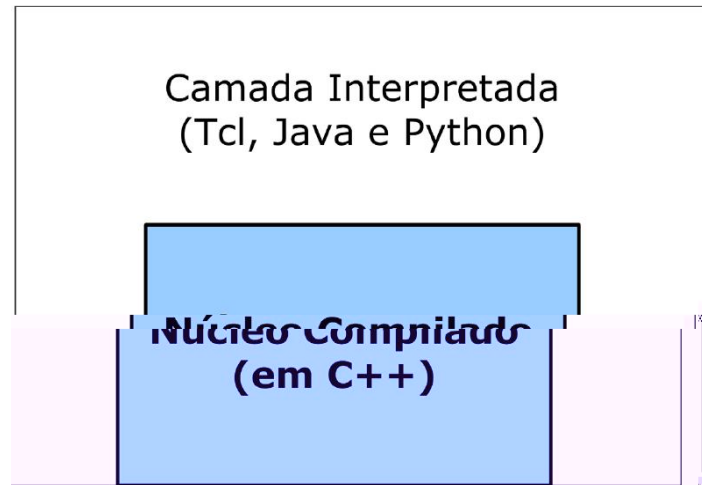 Camada Interpretada
(Tcl, Java e Python)
Núcleo Compilado
(em C++)